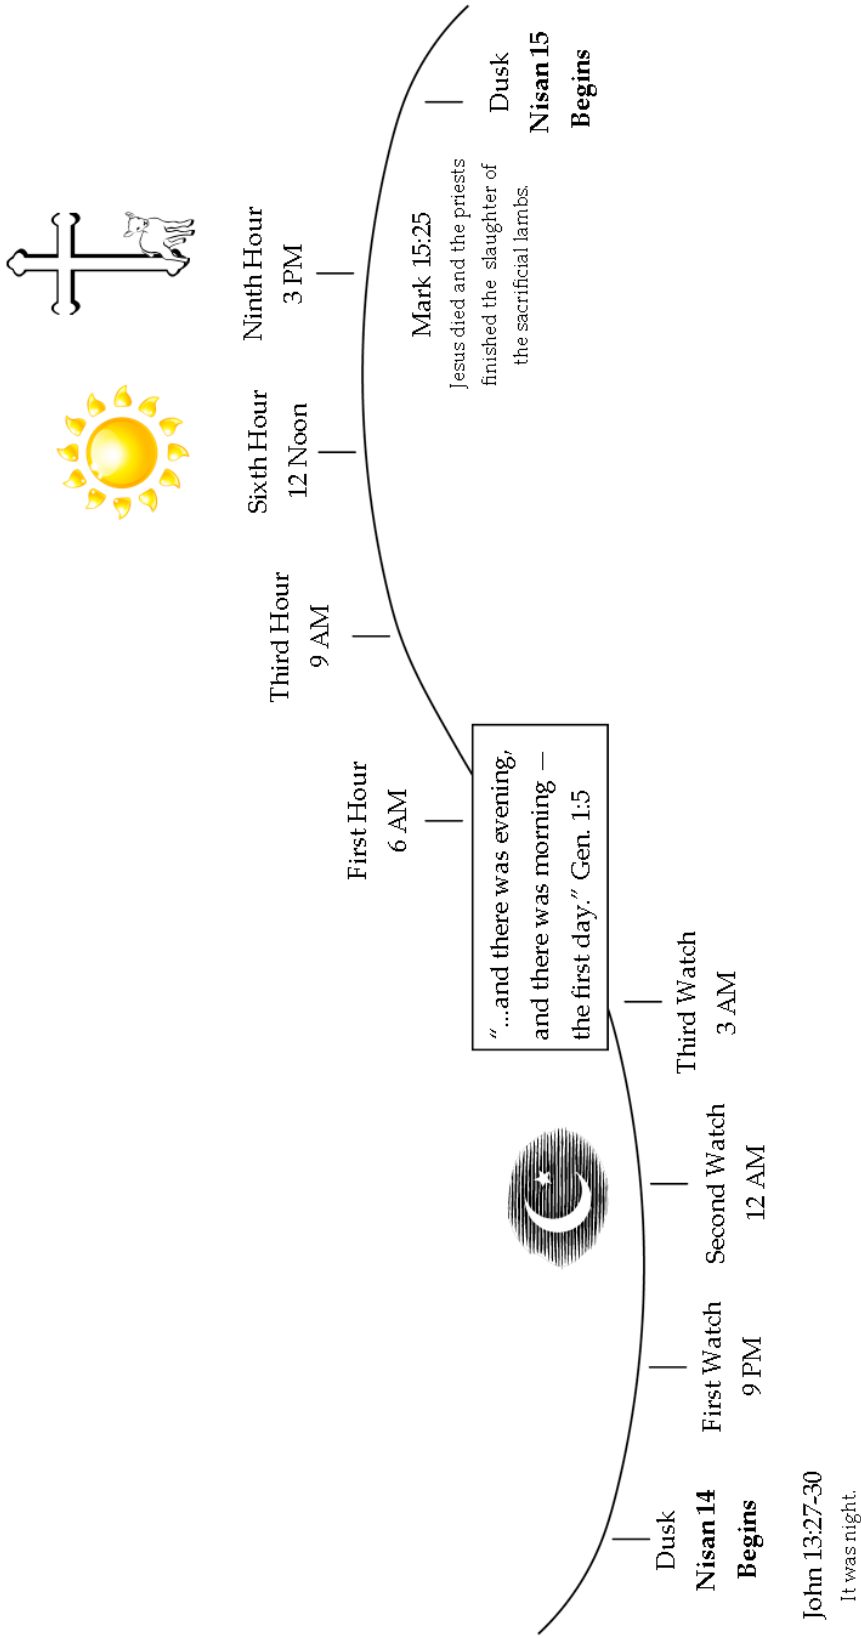 Dusk
Nisan 14
Begins
John 13:27-30
It was night.
First Watch
9 PM
Second Watch
12 AM
Third Watch
3 AM
“...and there was evening,
and there was morning —
the first day.” Gen. 1:5
First Hour
6 AM
Third Hour
9 AM
Sixth Hour
12 Noon
Ninth Hour
3 PM
Mark 15:25
Jesus died and the priests
finished the slaughter of
the sacrificial lambs.
Dusk
Nisan 15
Begins